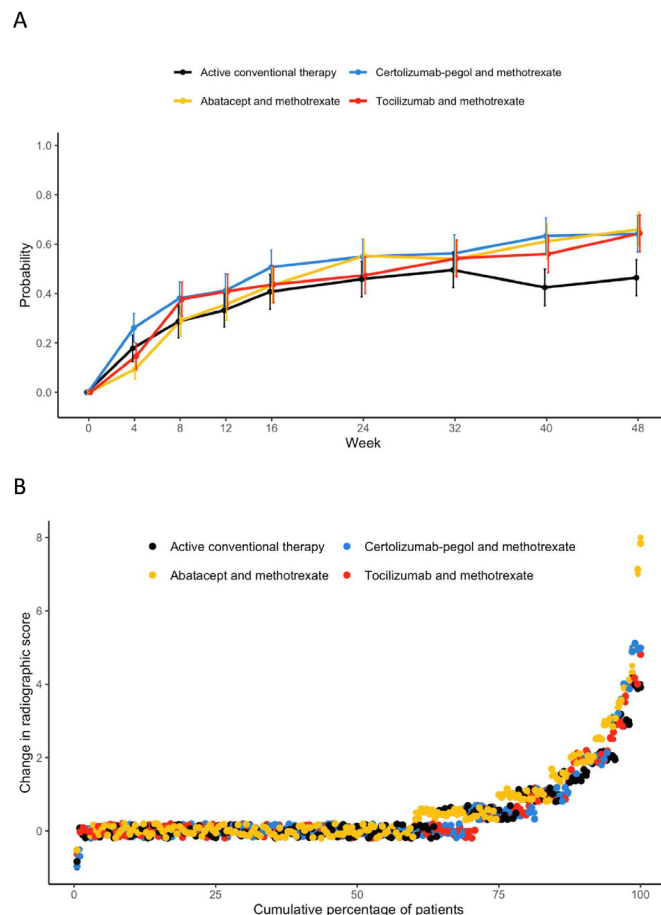 A
Active conventional therapy
Certolizumab-pegol and methotrexate
Abatacept and methotrexate
Tocilizumab and methotrexate
1.0
0.8
0.6
0.4
0.2
0.0
Probability
0 4 8 12 16 24 32 40 48
Week
B
Active conventional therapy
Certolizumab-pegol and methotrexate
Abatacept and methotrexate
Tocilizumab and methotrexate
8
6
4
2
0
Change in radiographic score
0 25 50 75 100
Cumulative percentage of patients